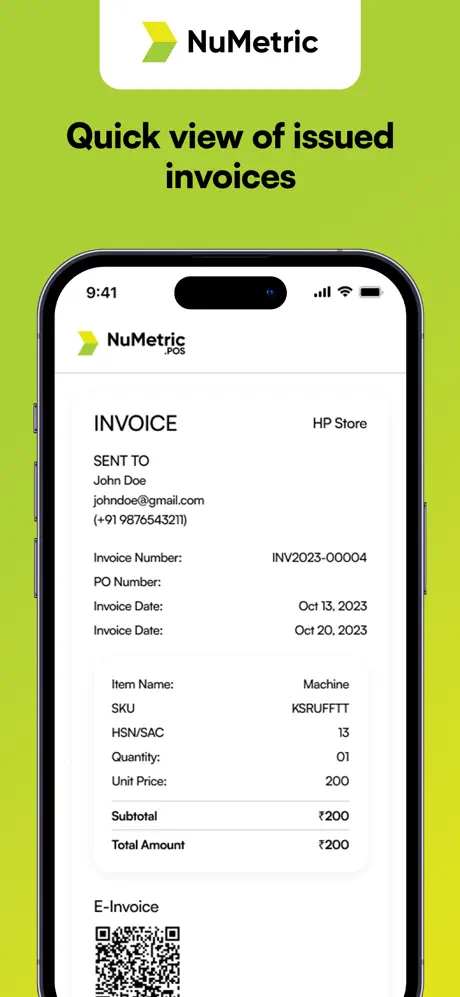 NuMetric
Quick view of issued
invoices
9:41
NuMetric
.POS
INVOICE HP Store
SENT TO
John Doe
johndoe@gmail.com
(+91 9876543211)
Invoice Number: INV2023-00004
PO Number:
Invoice Date: Oct 13, 2023
Invoice Date: Oct 20, 2023
Item Name: Machine
SKU KSRUFFTT
HSN/SAC 13
Quantity: 01
Unit Price: 200
Subtotal ₹200
Total Amount ₹200
E-Invoice